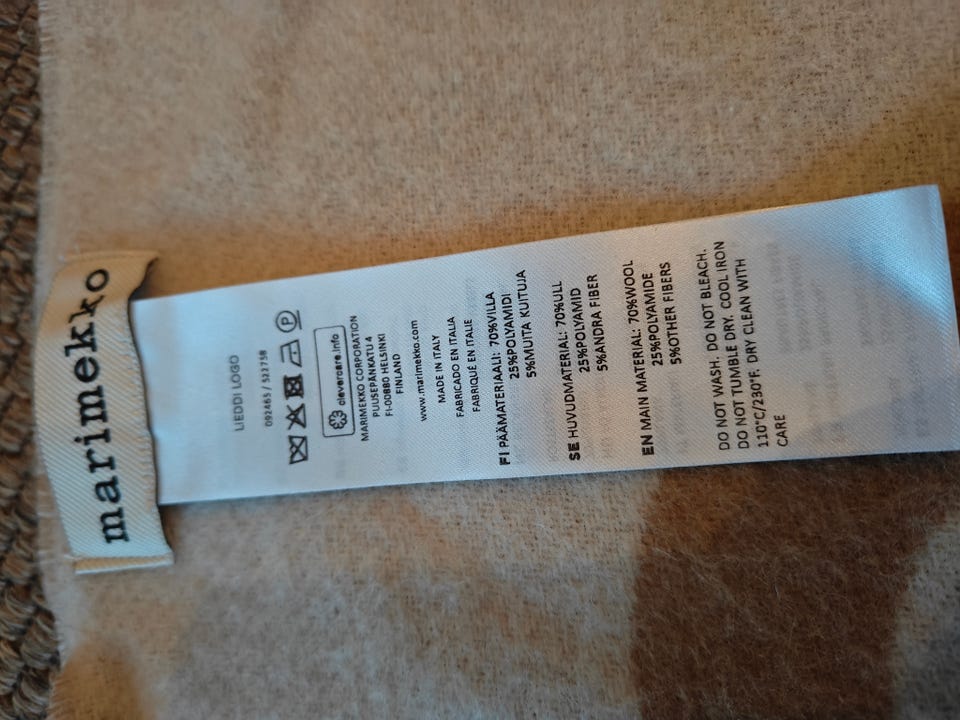 marimekko
LIEDDI LOGO
092465 / 522758
clevercare.info
MARIMEKKO CORPORATION
PUUSEPÄNKATU 4
FI-00880 HELSINKI
FINLAND
www.marimekko.com
MADE IN ITALY
FABRICADO EN ITALIA
FABRIQUÉ EN ITALIE
FI PÄÄMATERIAALI: 70%VILLA
25%POLYAMIDI
5%MUITA KUITUJA
SE HUVUDMATERIAL: 70%ULL
25%POLYAMID
5%ANDRA FIBER
EN MAIN MATERIAL: 70%WOOL
25%POLYAMIDE
5%OTHER FIBERS
DO NOT WASH. DO NOT BLEACH.
DO NOT TUMBLE DRY. COOL IRON
110°C/230°F. DRY CLEAN WITH
CARE